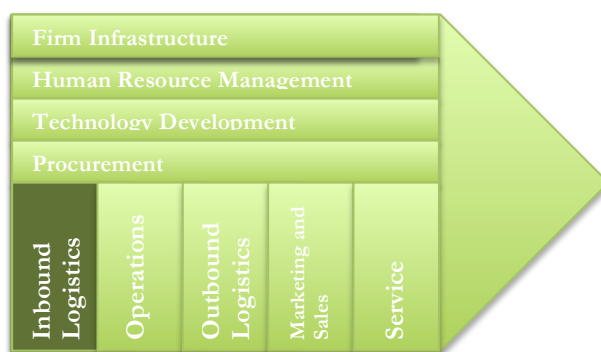 Firm Infrastructure
Human Resource Management
Technology Development
Procurement
Inbound
Logistics
Operations
Outbound
Logistics
Marketing and
Sales
Service